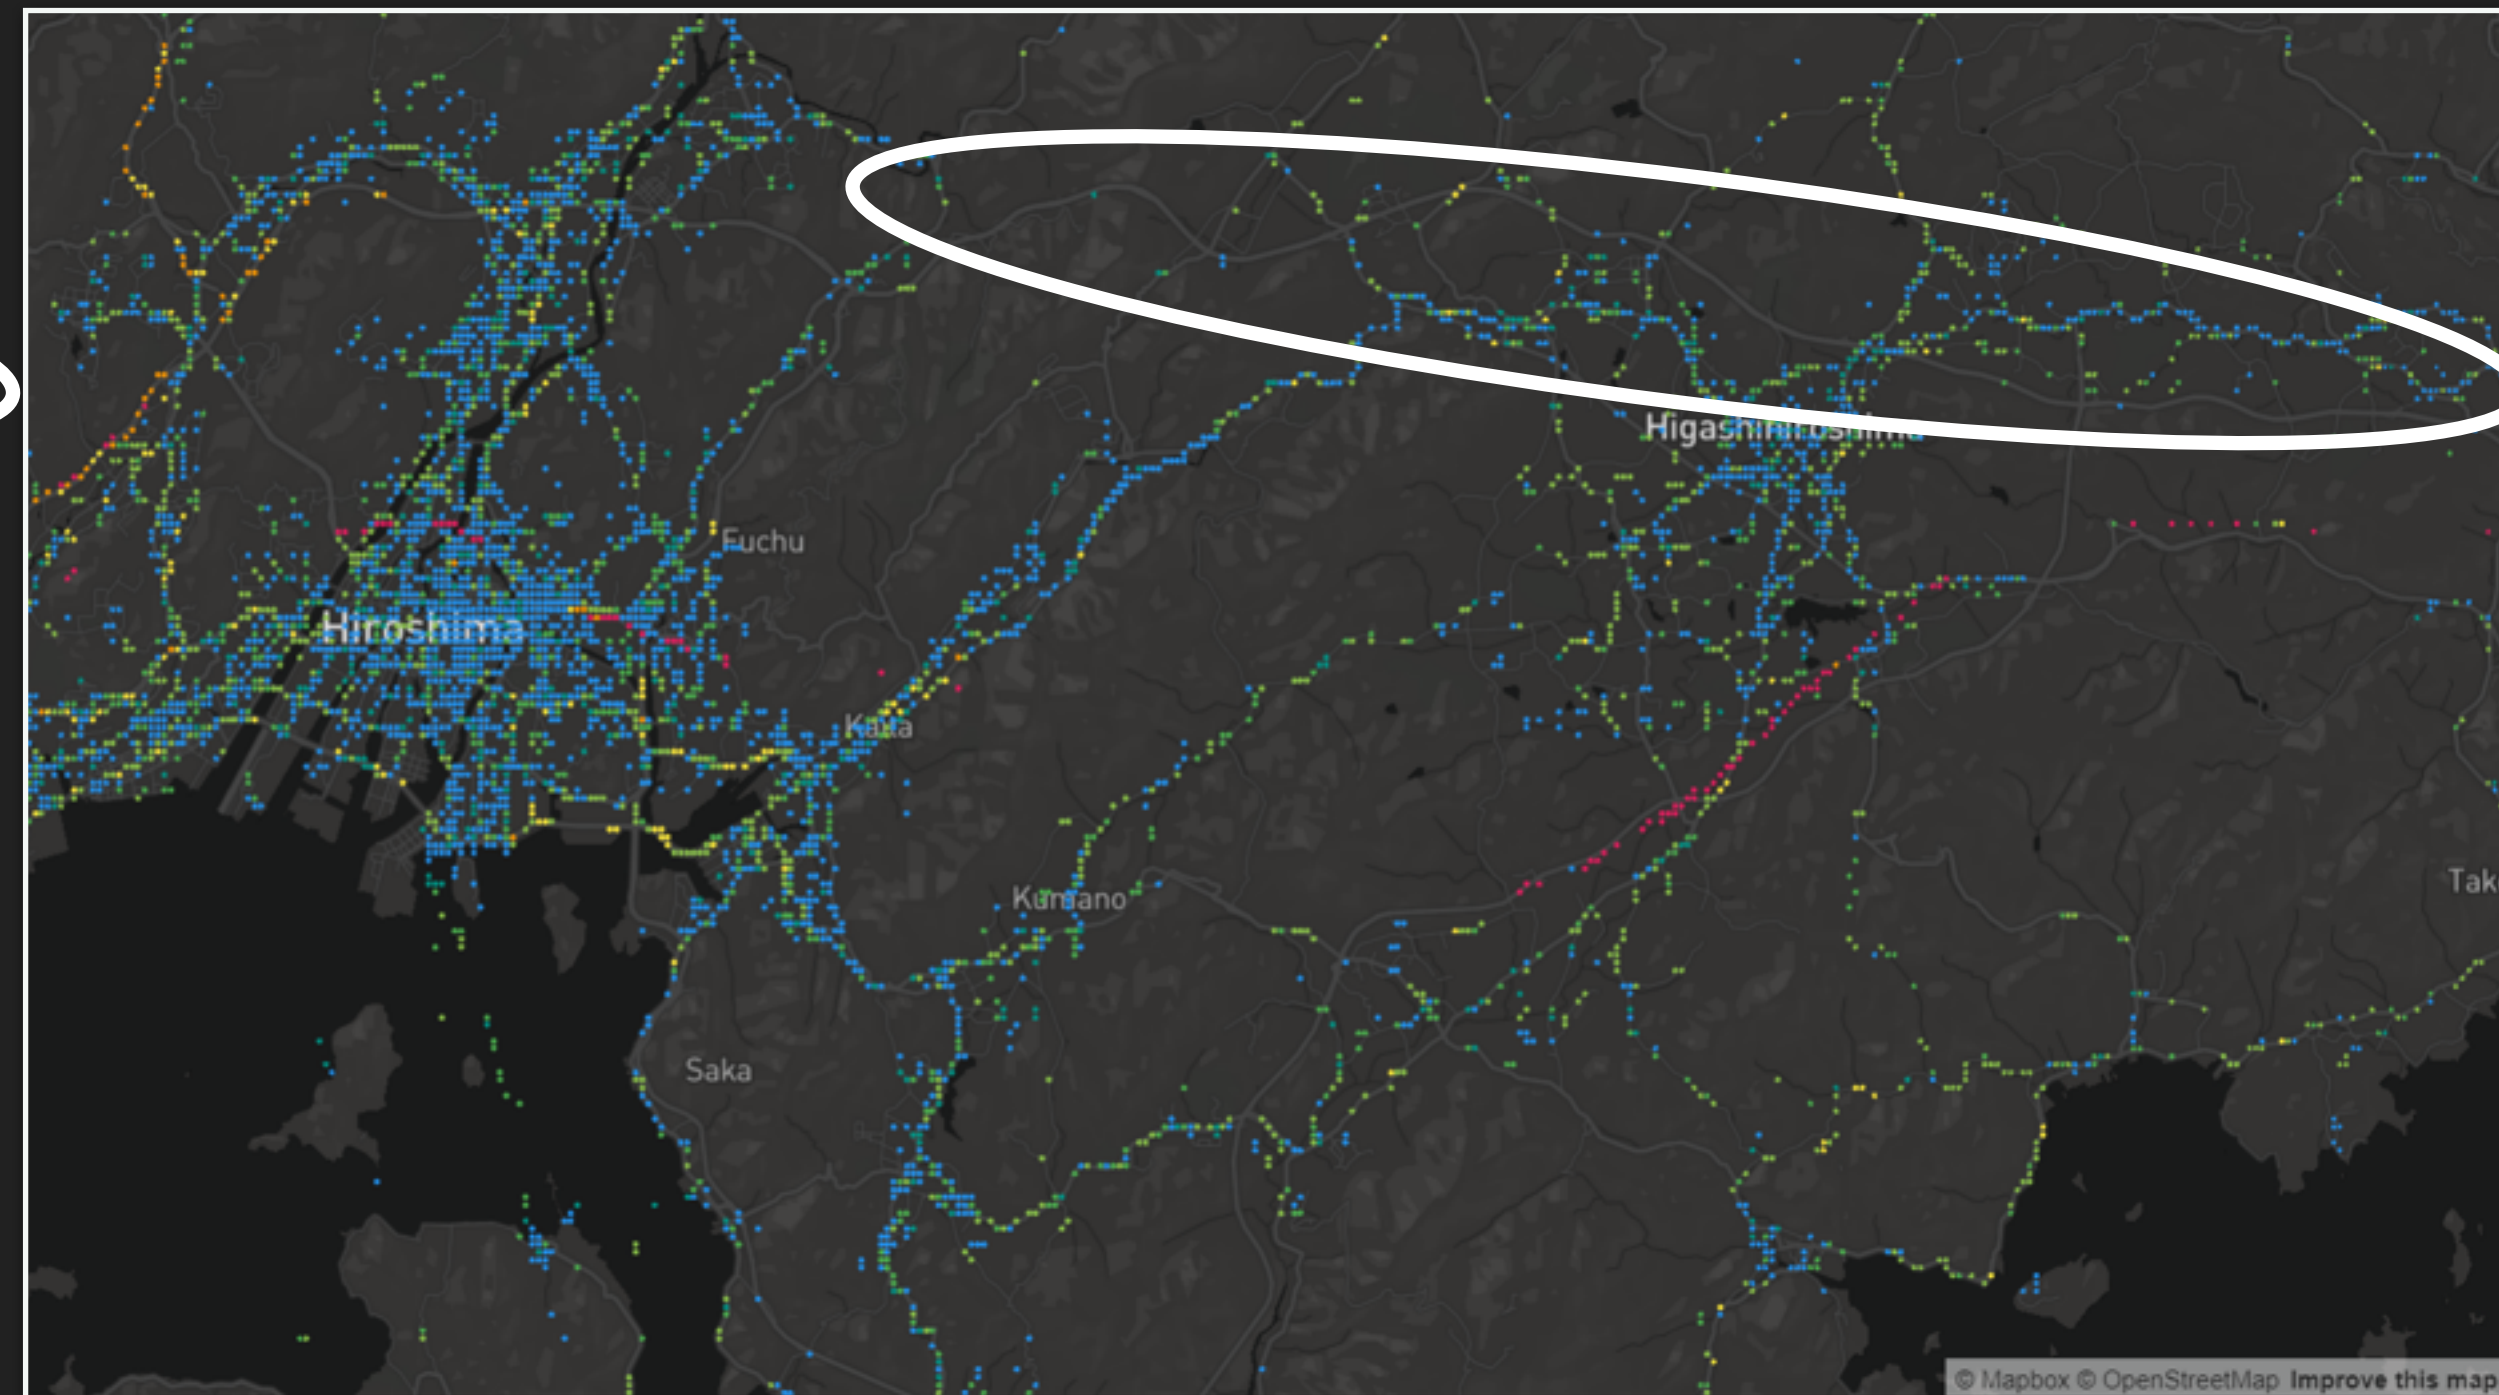 Higashihiroshima
Fuchu
Hiroshima
Kaita
Tak
Kumano
Saka
© Mapbox © OpenStreetMap Improve this map